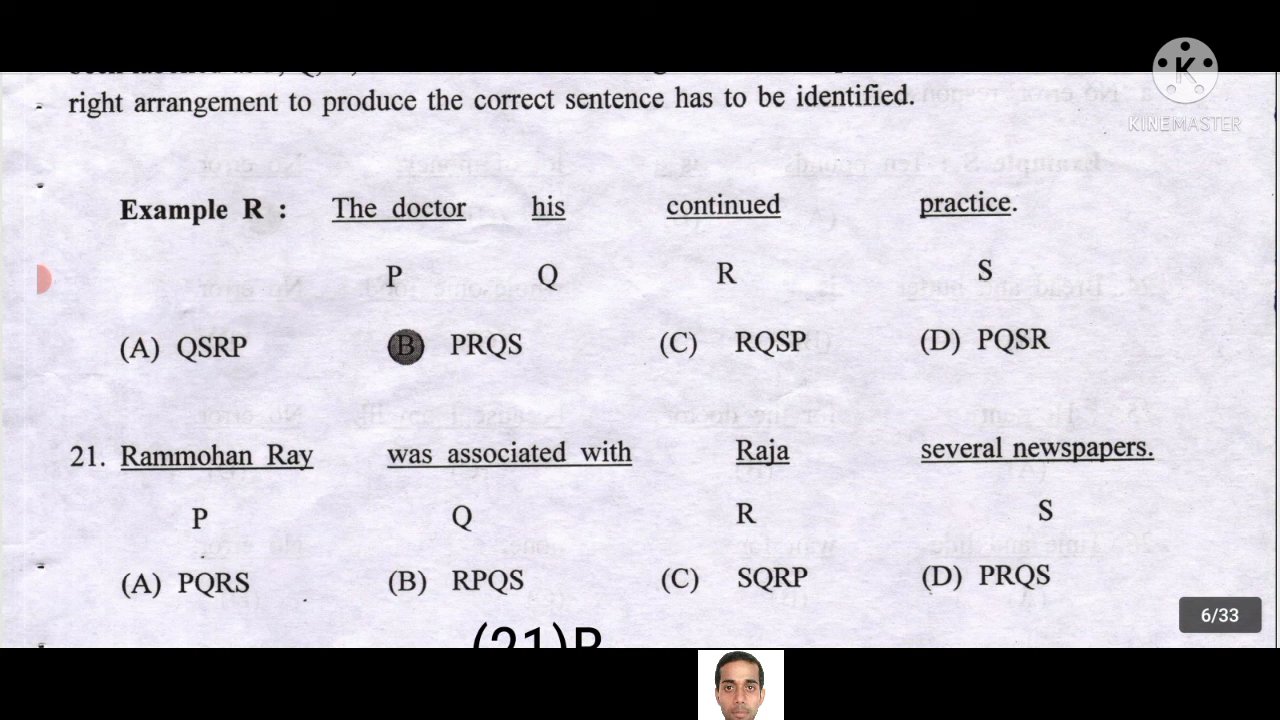 right arrangement to produce the correct sentence has to be identified.
K
KINEMASTER
Example R : The doctor his continued practice.
P Q R S
(A) QSRP (B) PRQS (C) RQSP (D) PQSR
21. Rammohan Ray was associated with Raja several newspapers.
P Q R S
(A) PQRS (B) RPQS (C) SQRP (D) PRQS
6/33
(21)B